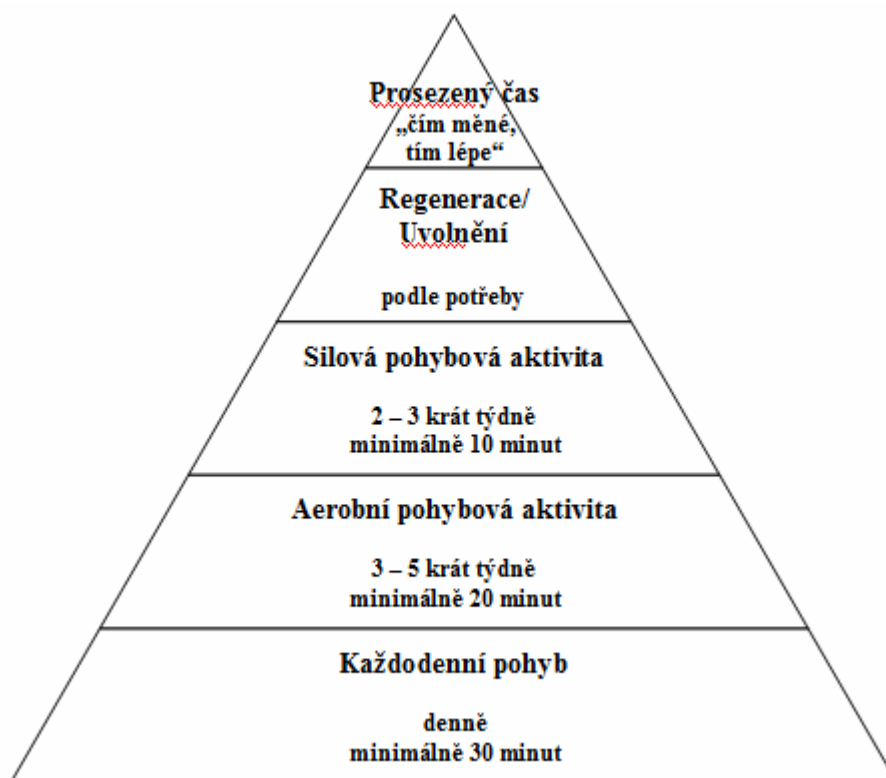 Prosezený čas
„čím méně,
tím lépe“
Regenerace/
Uvolnění
podle potřeby
Silová pohybová aktivita
2 – 3 krát týdně
minimálně 10 minut
Aerobní pohybová aktivita
3 – 5 krát týdně
minimálně 20 minut
Každodenní pohyb
denně
minimálně 30 minut